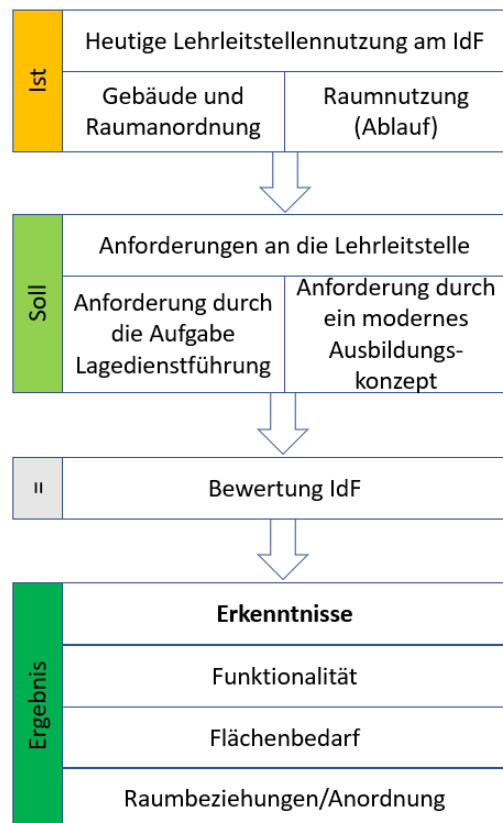 Ist
Heutige Lehrleitstellennutzung am IdF
Gebäude und
Raumanordnung
Raumnutzung
(Ablauf)
Soll
Anforderungen an die Lehrleitstelle
Anforderung durch
die Aufgabe
Lagedienstführung
Anforderung durch
ein modernes
Ausbildungs-
konzept
=
Bewertung IdF
Ergebnis
Erkenntnisse
Funktionalität
Flächenbedarf
Raumbeziehungen/Anordnung